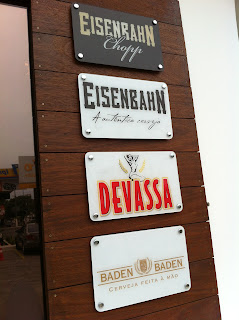 EISENBAHN
Chopp
EISENBAHN
A autêntica cerveja
DEVASSA
BADEN BADEN
CERVEJA FEITA À MÃO